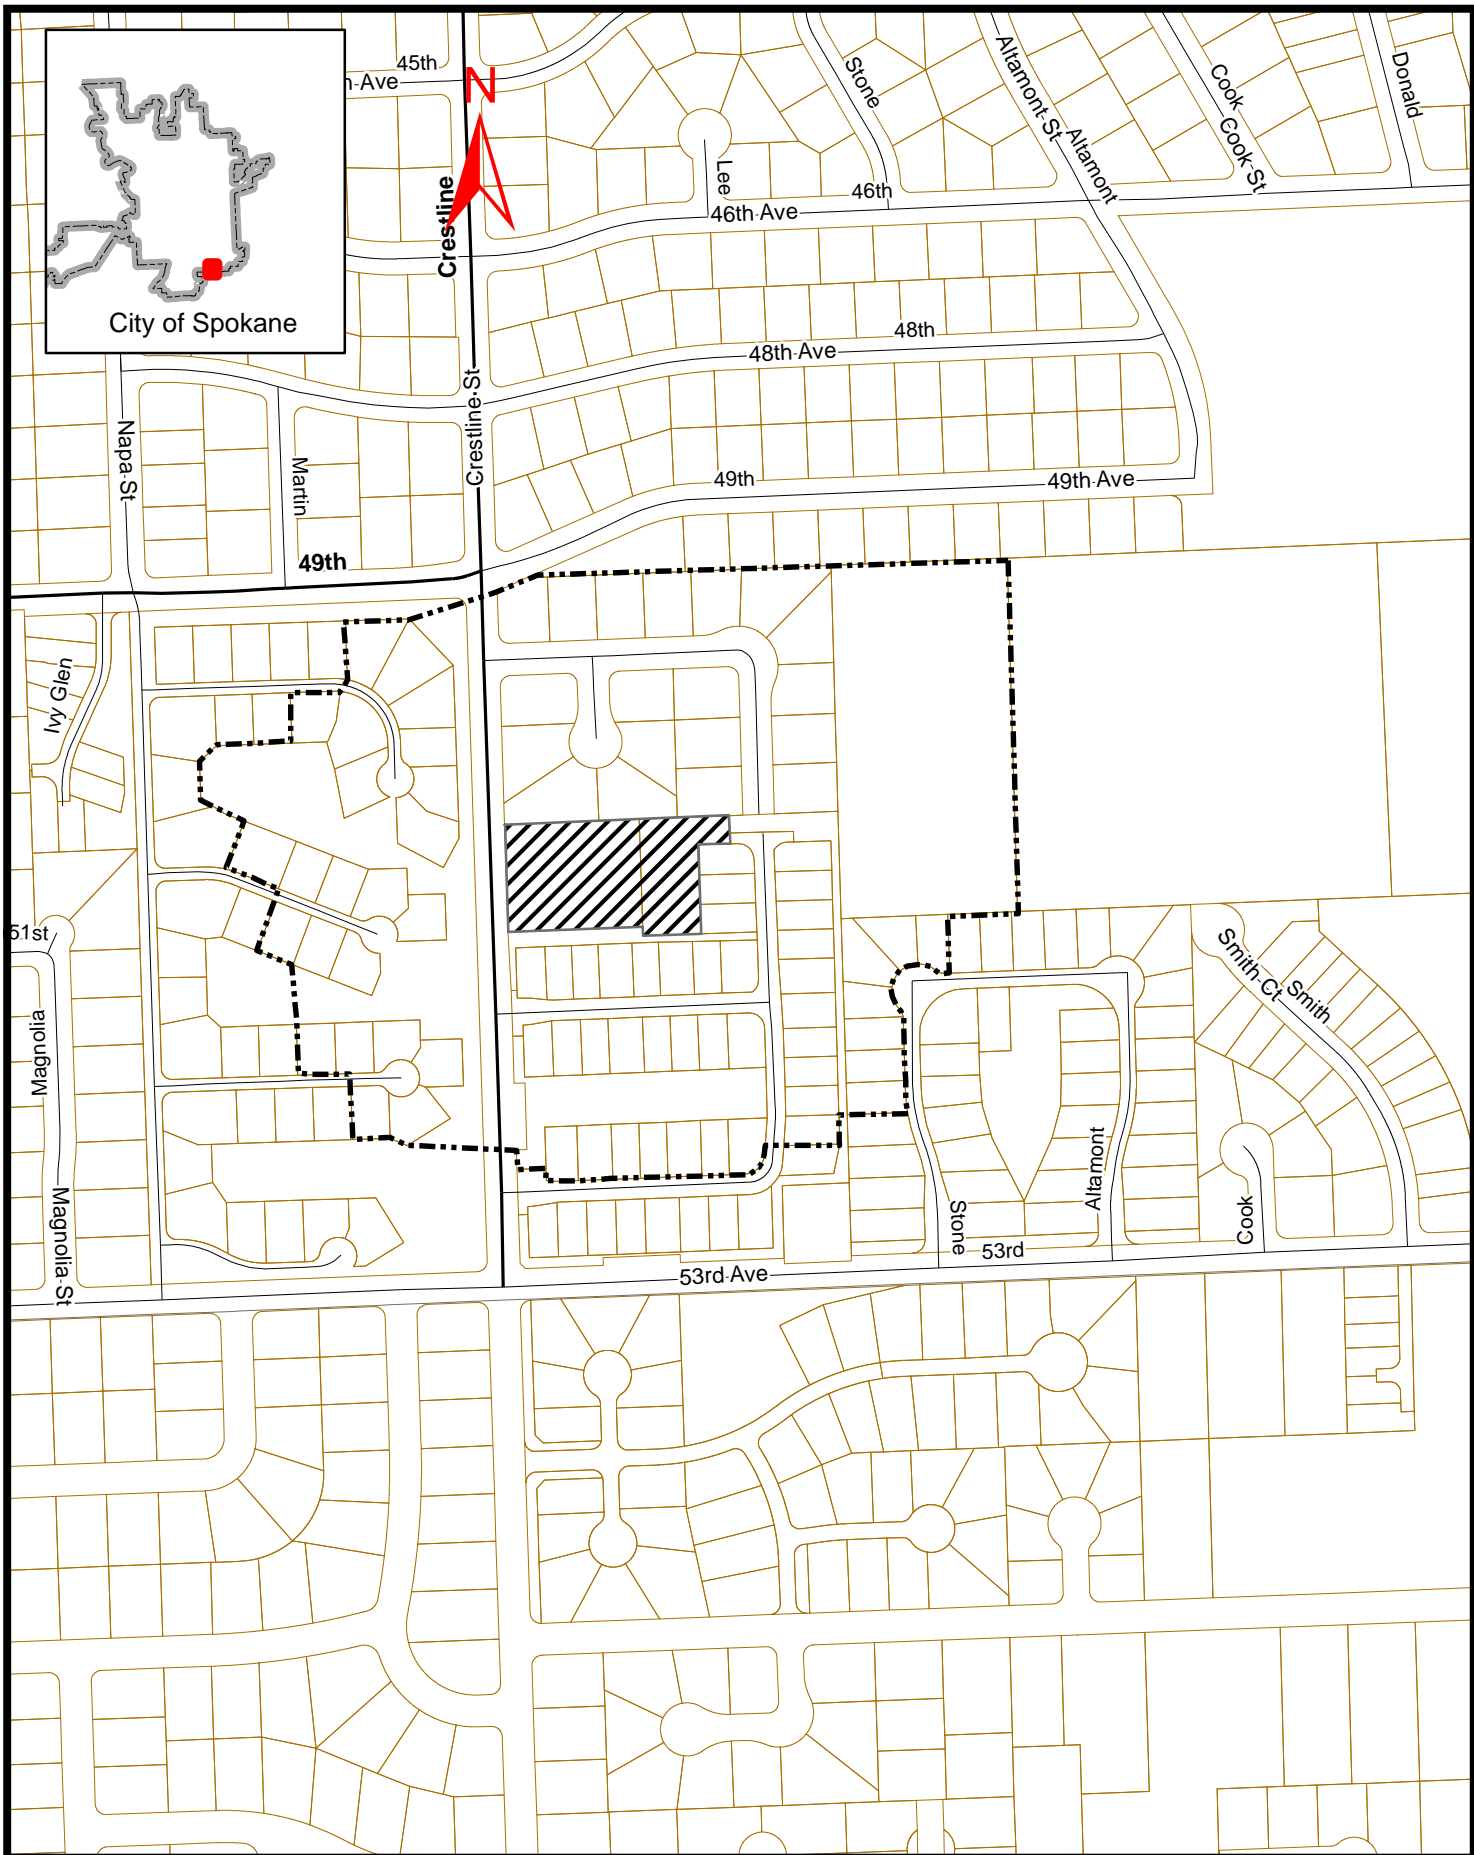 45th
n Ave
N
Stone
Altamont St
Altamont
Cook
Cook St
Donald
Lee
46th
46th Ave
Crestline
City of Spokane
48th
48th Ave
Crestline St
Napa St
Martin
49th
49th Ave
49th
Ivy Glen
51st
Magnolia
Magnolia St
Smith Ct
Smith
Altamont
Stone
Cook
53rd
53rd Ave